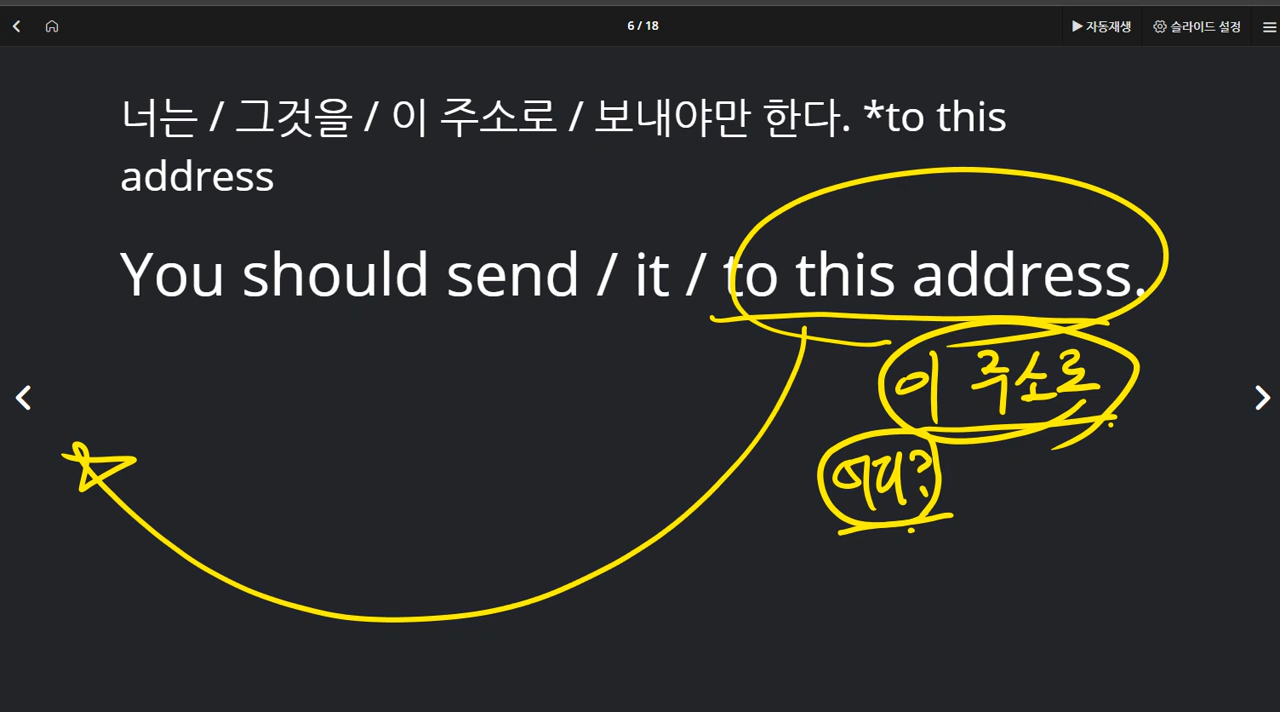 6 / 18
▶ 자동재생
슬라이드 설정
너는 / 그것을 / 이 주소로 / 보내야만 한다. *to this
address
You should send / it / to this address.
이 주소로